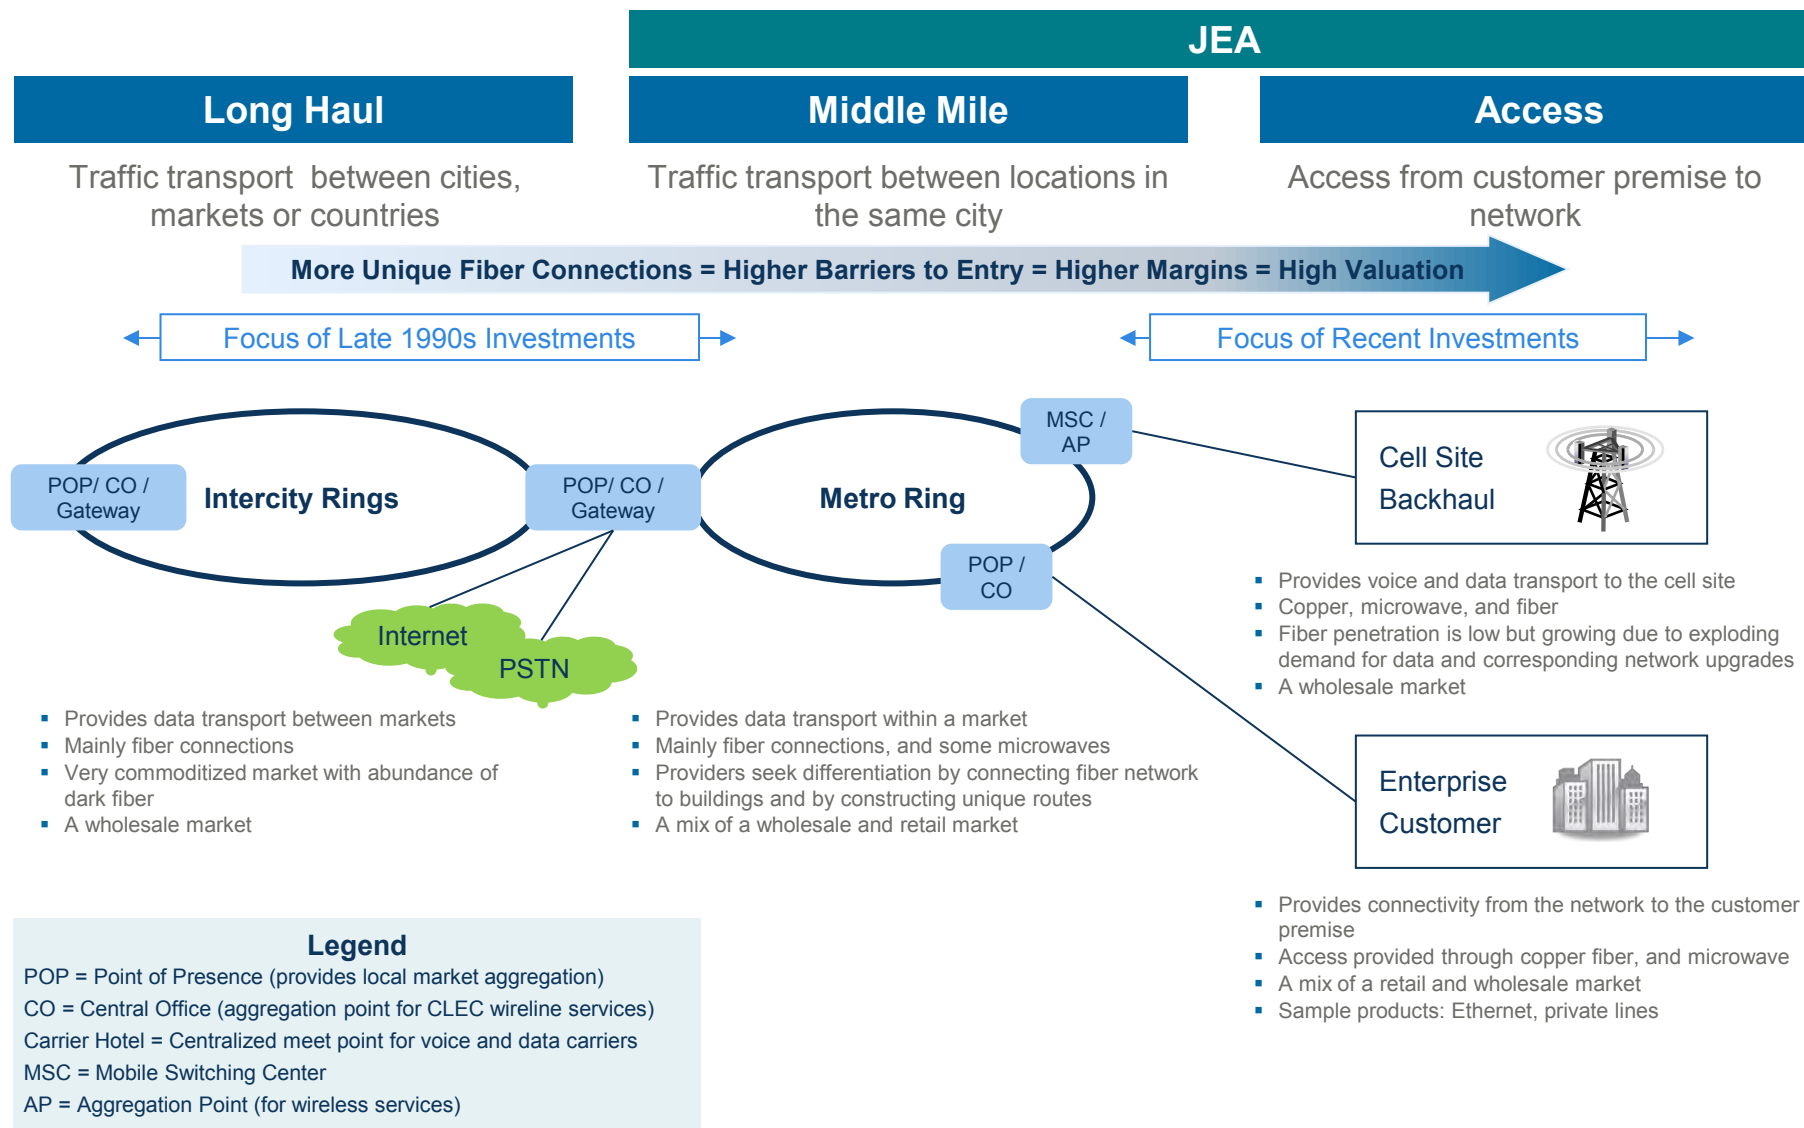 JEA
Long Haul
Middle Mile
Access
Traffic transport  between cities,
markets or countries
Traffic transport between locations in
the same city
Access from customer premise to
network
More Unique Fiber Connections = Higher Barriers to Entry = Higher Margins = High Valuation
Focus of Late 1990s Investments
Focus of Recent Investments
POP/ CO /
Gateway
Intercity Rings
POP/ CO /
Gateway
Metro Ring
MSC /
AP
POP /
CO
Internet
PSTN
Cell Site
Backhaul
▪ Provides voice and data transport to the cell site
▪ Copper, microwave, and fiber
▪ Fiber penetration is low but growing due to exploding
demand for data and corresponding network upgrades
▪ A wholesale market
▪ Provides data transport between markets
▪ Mainly fiber connections
▪ Very commoditized market with abundance of
dark fiber
▪ A wholesale market
▪ Provides data transport within a market
▪ Mainly fiber connections, and some microwaves
▪ Providers seek differentiation by connecting fiber network
to buildings and by constructing unique routes
▪ A mix of a wholesale and retail market
Enterprise
Customer
▪ Provides connectivity from the network to the customer
premise
▪ Access provided through copper fiber, and microwave
▪ A mix of a retail and wholesale market
▪ Sample products: Ethernet, private lines
Legend
POP = Point of Presence (provides local market aggregation)
CO = Central Office (aggregation point for CLEC wireline services)
Carrier Hotel = Centralized meet point for voice and data carriers
MSC = Mobile Switching Center
AP = Aggregation Point (for wireless services)